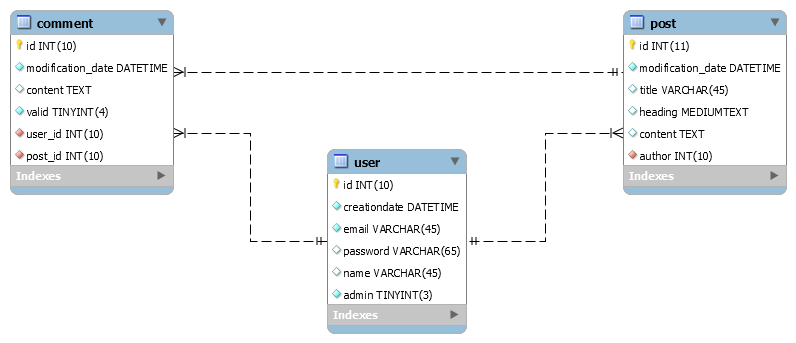 comment
id INT(10)
modification_date DATETIME
content TEXT
valid TINYINT(4)
user_id INT(10)
post_id INT(10)
Indexes
user
id INT(10)
creationdate DATETIME
email VARCHAR(45)
password VARCHAR(65)
name VARCHAR(45)
admin TINYINT(3)
Indexes
post
id INT(11)
modification_date DATETIME
title VARCHAR(45)
heading MEDIUMTEXT
content TEXT
author INT(10)
Indexes